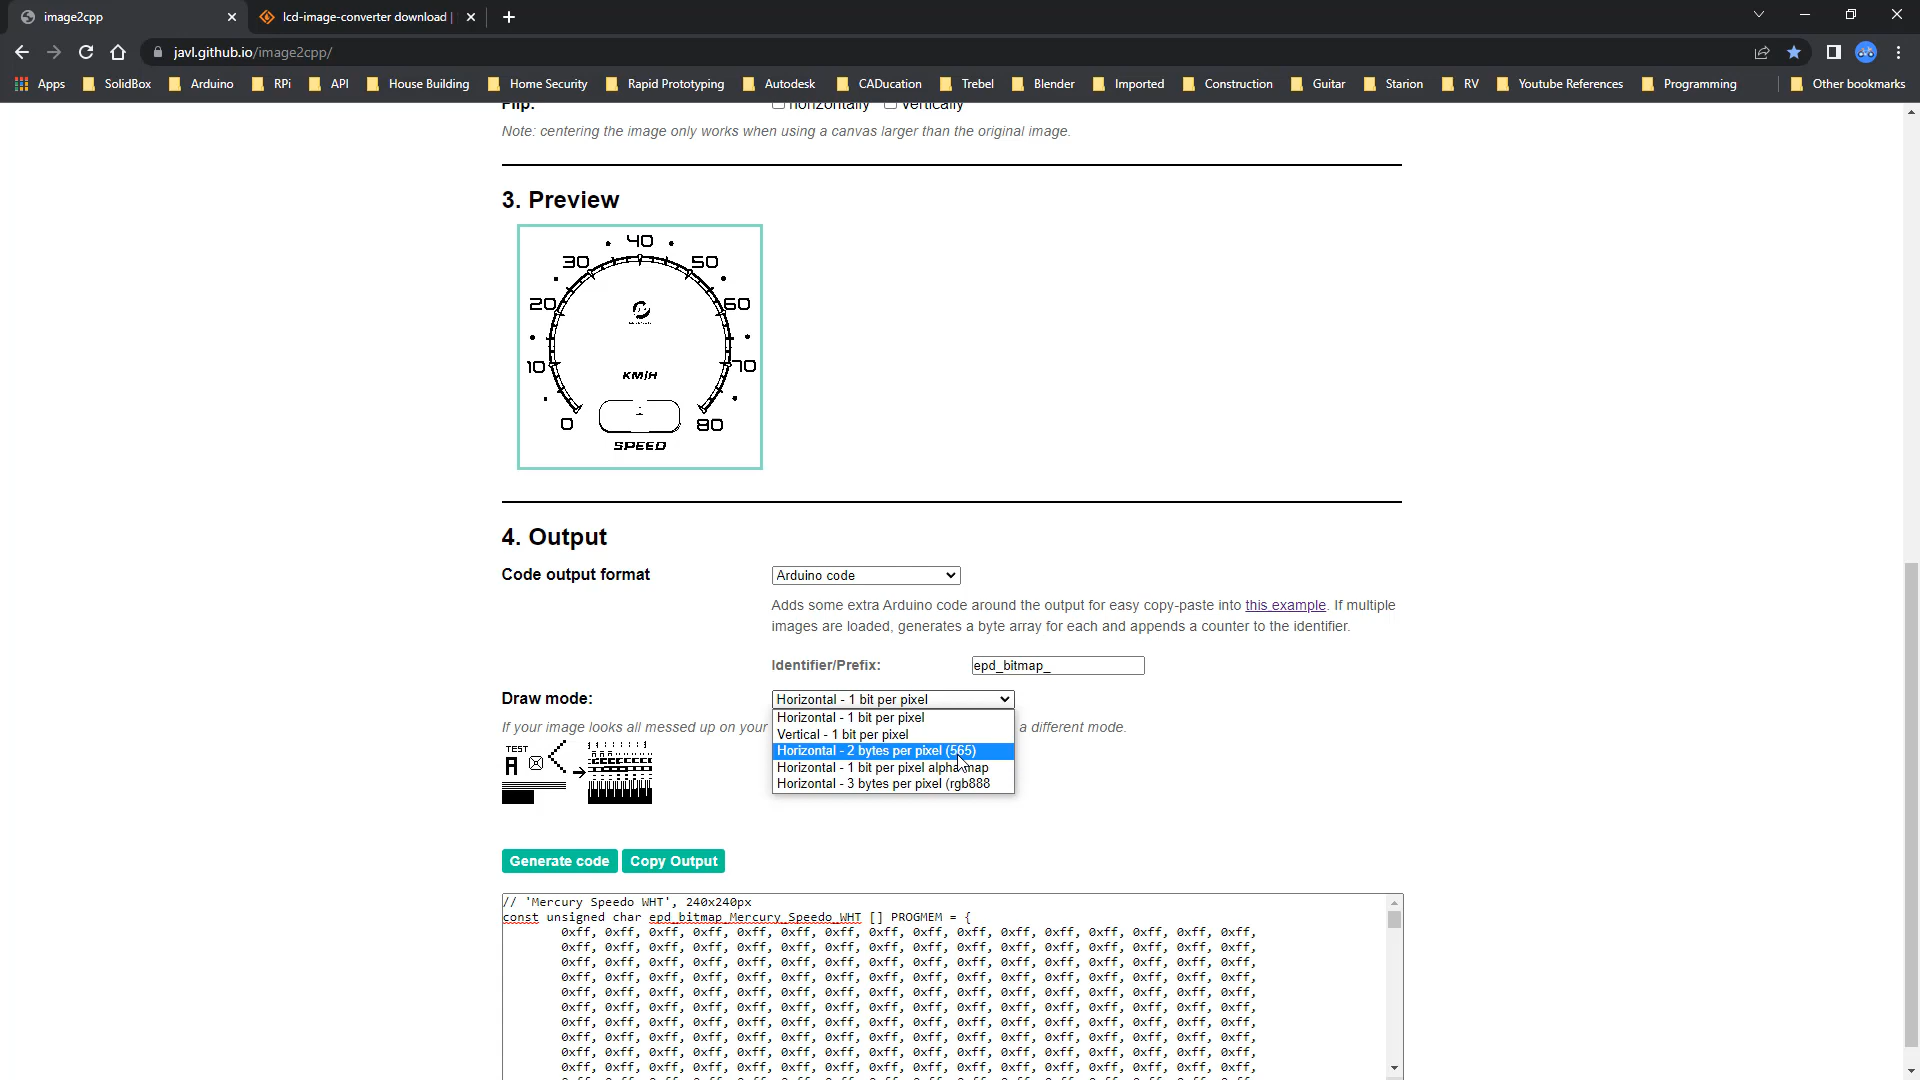 image2cpp
lcd-image-converter download |
javl.github.io/image2cpp/
Apps SolidBox Arduino RPi API House Building Home Security Rapid Prototyping Autodesk CADucation Trebel Blender Imported Construction Guitar Starion RV Youtube References Programming Other bookmarks
Flip: horizontally vertically
Note: centering the image only works when using a canvas larger than the original image.
3. Preview
40
30 50
20 60
10 70
KM/H
0 80
SPEED
4. Output
Code output format Arduino code
Adds some extra Arduino code around the output for easy copy-paste into this example. If multiple
images are loaded, generates a byte array for each and appends a counter to the identifier.
Identifier/Prefix: epd_bitmap_
Draw mode: Horizontal - 1 bit per pixel
If your image looks all messed up on your a different mode.
Horizontal - 1 bit per pixel
Vertical - 1 bit per pixel
Horizontal - 2 bytes per pixel (565)
Horizontal - 1 bit per pixel alpha map
Horizontal - 3 bytes per pixel (rgb888
TEST
A
Generate code Copy Output
// 'Mercury Speedo WHT', 240x240px
const unsigned char epd_bitmap_Mercury_Speedo_WHT [] PROGMEM = {
0xff, 0xff, 0xff, 0xff, 0xff, 0xff, 0xff, 0xff, 0xff, 0xff, 0xff, 0xff, 0xff, 0xff, 0xff, 0xff,
0xff, 0xff, 0xff, 0xff, 0xff, 0xff, 0xff, 0xff, 0xff, 0xff, 0xff, 0xff, 0xff, 0xff, 0xff, 0xff,
0xff, 0xff, 0xff, 0xff, 0xff, 0xff, 0xff, 0xff, 0xff, 0xff, 0xff, 0xff, 0xff, 0xff, 0xff, 0xff,
0xff, 0xff, 0xff, 0xff, 0xff, 0xff, 0xff, 0xff, 0xff, 0xff, 0xff, 0xff, 0xff, 0xff, 0xff, 0xff,
0xff, 0xff, 0xff, 0xff, 0xff, 0xff, 0xff, 0xff, 0xff, 0xff, 0xff, 0xff, 0xff, 0xff, 0xff, 0xff,
0xff, 0xff, 0xff, 0xff, 0xff, 0xff, 0xff, 0xff, 0xff, 0xff, 0xff, 0xff, 0xff, 0xff, 0xff, 0xff,
0xff, 0xff, 0xff, 0xff, 0xff, 0xff, 0xff, 0xff, 0xff, 0xff, 0xff, 0xff, 0xff, 0xff, 0xff, 0xff,
0xff, 0xff, 0xff, 0xff, 0xff, 0xff, 0xff, 0xff, 0xff, 0xff, 0xff, 0xff, 0xff, 0xff, 0xff, 0xff,
0xff, 0xff, 0xff, 0xff, 0xff, 0xff, 0xff, 0xff, 0xff, 0xff, 0xff, 0xff, 0xff, 0xff, 0xff, 0xff,
0xff, 0xff, 0xff, 0xff, 0xff, 0xff, 0xff, 0xff, 0xff, 0xff, 0xff, 0xff, 0xff, 0xff, 0xff, 0xff,